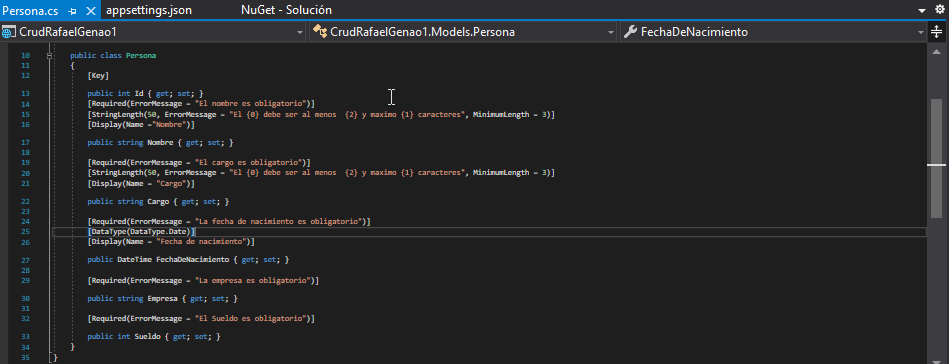 Persona.cs appsettings.json NuGet - Solución
CrudRafaelGenao1 CrudRafaelGenao1.Models.Persona FechaDeNacimiento
10 public class Persona
11 {
12 [Key]
13 public int Id { get; set; }
14 [Required(ErrorMessage = "El nombre es obligatorio")]
15 [StringLength(50, ErrorMessage = "El {0} debe ser al menos  {2} y maximo {1} caracteres", MinimumLength = 3)]
16 [Display(Name ="Nombre")]
17 public string Nombre { get; set; }
18
19 [Required(ErrorMessage = "El cargo es obligatorio")]
20 [StringLength(50, ErrorMessage = "El {0} debe ser al menos  {2} y maximo {1} caracteres", MinimumLength = 3)]
21 [Display(Name = "Cargo")]
22 public string Cargo { get; set; }
23
24 [Required(ErrorMessage = "La fecha de nacimiento es obligatorio")]
25 [DataType(DataType.Date)]
26 [Display(Name = "Fecha de nacimiento")]
27 public DateTime FechaDeNacimiento { get; set; }
28
29 [Required(ErrorMessage = "La empresa es obligatorio")]
30 public string Empresa { get; set; }
31
32 [Required(ErrorMessage = "El Sueldo es obligatorio")]
33 public int Sueldo { get; set; }
34 }
35 }